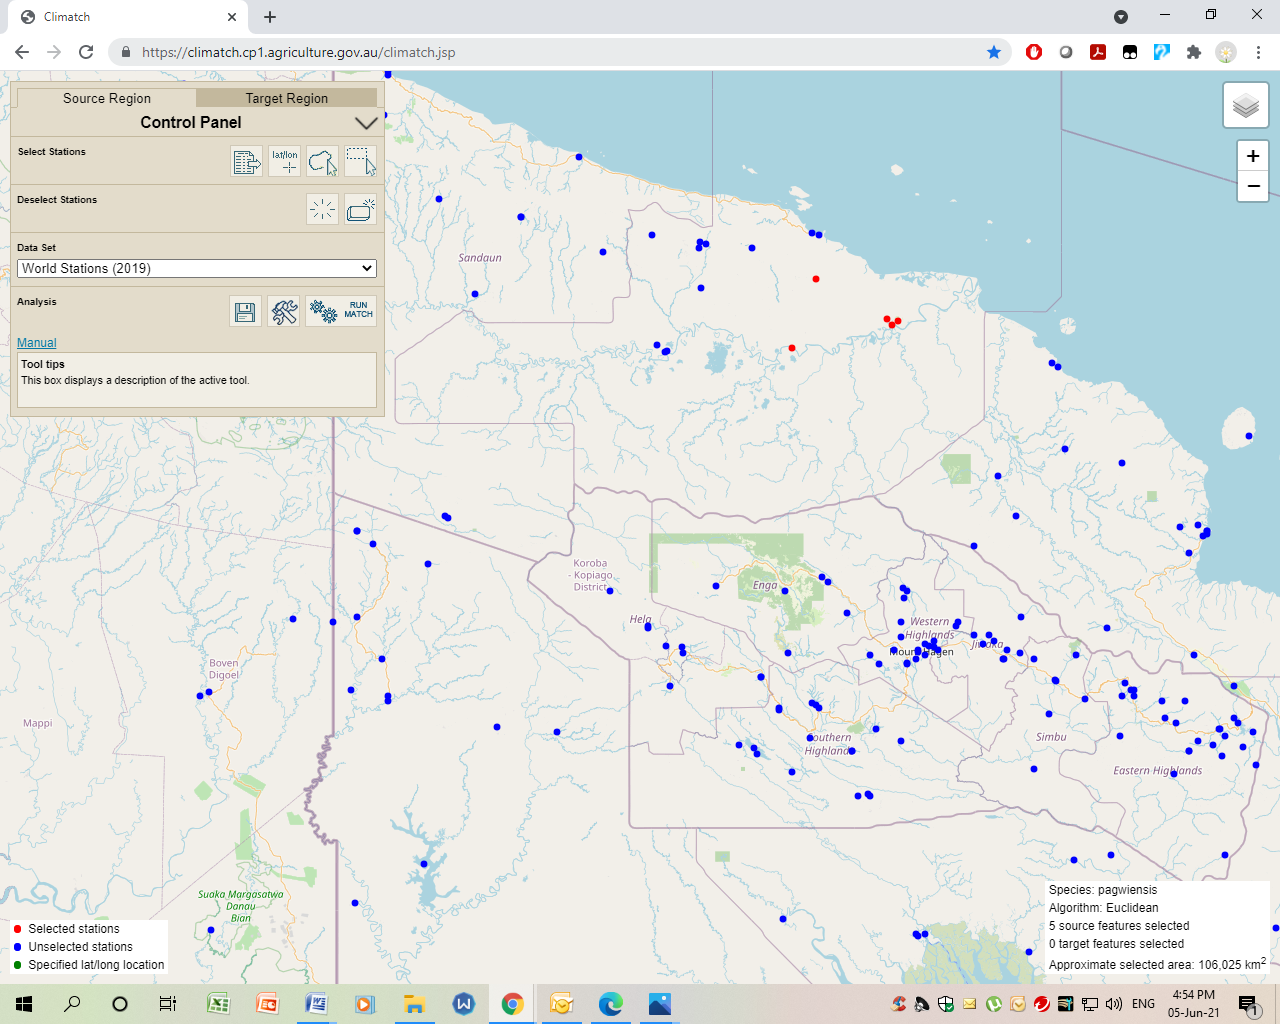 Climatch
https://climatch.cp1.agriculture.gov.au/climatch.jsp
Source Region
Target Region
Control Panel
Select Stations
lat/lon
Deselect Stations
Data Set
World Stations (2019)
Analysis
RUN
MATCH
Manual
Tool tips
This box displays a description of the active tool.
+
−
Sandaun
Koroba
- Kopiago
District
Enga
Hela
Western
Highlands
Jiwaka
Mount Hagen
Boven
Digoel
Mappi
Southern
Highlands
Simbu
Eastern Highlands
Suaka Margasatwa
Danau
Bian
Selected stations
Unselected stations
Specified lat/long location
Species: pagwiensis
Algorithm: Euclidean
5 source features selected
0 target features selected
Approximate selected area: 106,025 km2
ENG
4:54 PM
05-Jun-21
1